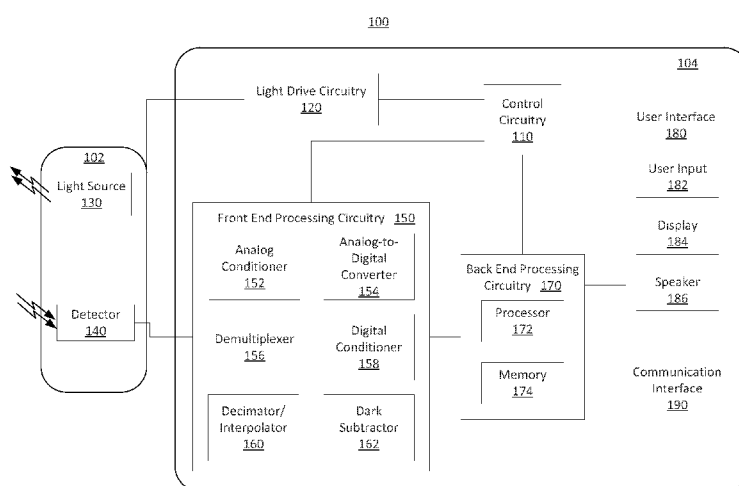 100
104
Light Drive Circuitry
120
Control
Circuitry
110
User Interface
180
102
Light Source
130
User Input
182
Front End Processing Circuitry 150
Analog
Conditioner
152
Analog-to-
Digital
Converter
154
Display
184
Back End Processing
Circuitry 170
Speaker
186
Detector
140
Demultiplexer
156
Digital
Conditioner
158
Processor
172
Memory
174
Communication
Interface
190
Decimator/
Interpolator
160
Dark
Subtractor
162